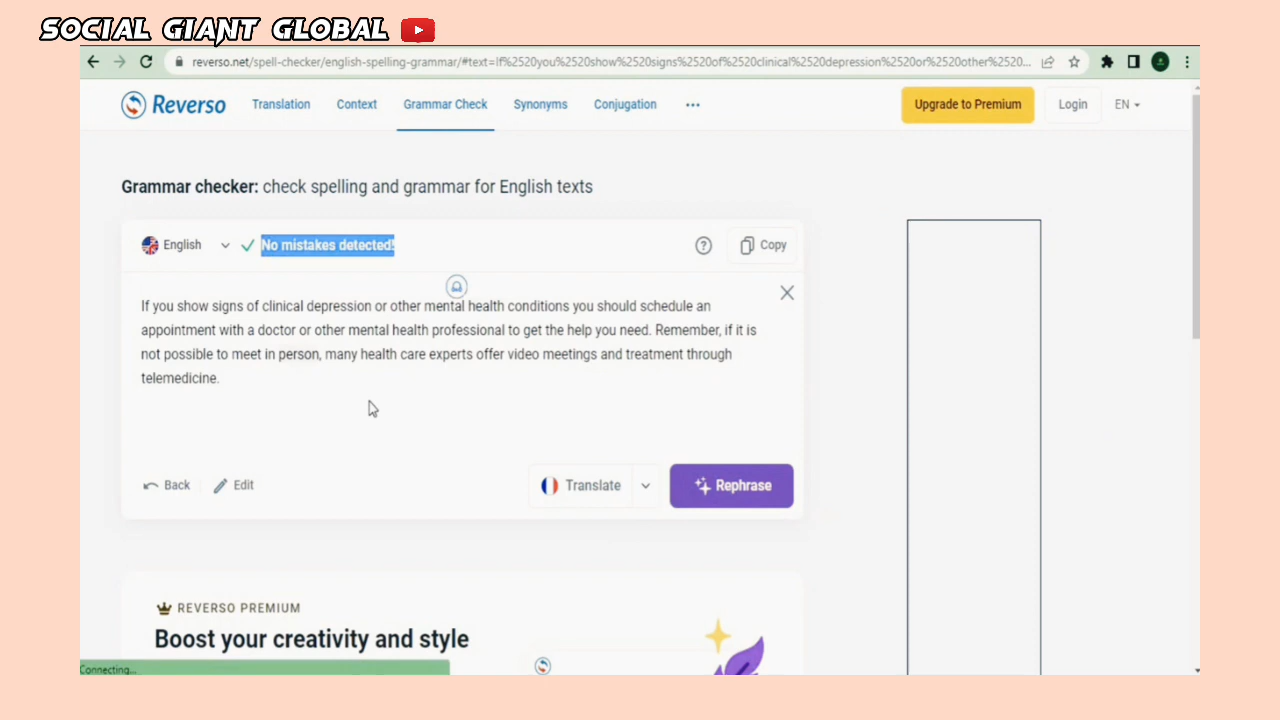 SOCIAL GIANT GLOBAL
reverso.net/spell-checker/english-spelling-grammar/#text=If%2520you%2520show%2520signs%2520of%2520clinical%2520depression%2520or%2520other%2520...
Reverso Translation Context Grammar Check Synonyms Conjugation ••• Upgrade to Premium Login EN
Grammar checker: check spelling and grammar for English texts
English No mistakes detected! ? Copy
If you show signs of clinical depression or other mental health conditions you should schedule an
appointment with a doctor or other mental health professional to get the help you need. Remember, if it is
not possible to meet in person, many health care experts offer video meetings and treatment through
telemedicine.
Back Edit Translate Rephrase
REVERSO PREMIUM
Boost your creativity and style
Connecting...